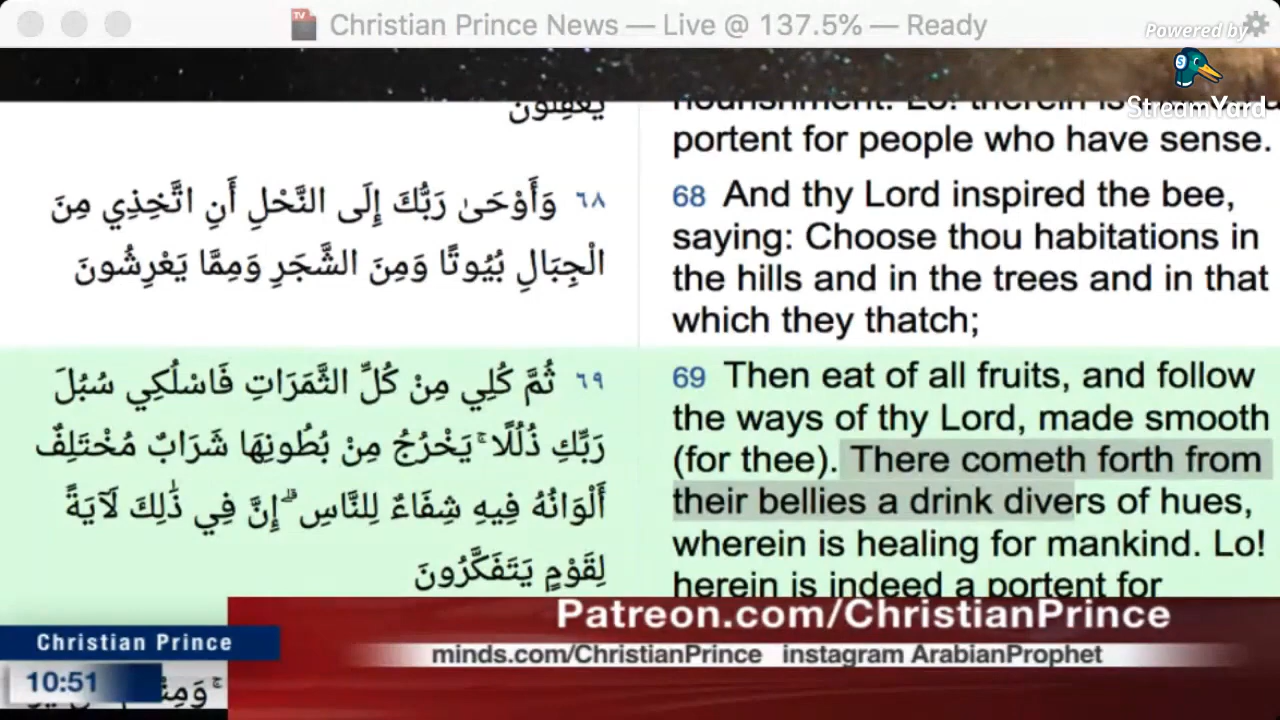 Christian Prince News — Live @ 137.5% — Ready
Powered by
StreamYard
يَعْقِلُونَ
portent for people who have sense.
٦٨ وَأَوْحَىٰ رَبُّكَ إِلَى النَّحْلِ أَنِ اتَّخِذِي مِنَ
الْجِبَالِ بُيُوتًا وَمِنَ الشَّجَرِ وَمِمَّا يَعْرِشُونَ
68 And thy Lord inspired the bee,
saying: Choose thou habitations in
the hills and in the trees and in that
which they thatch;
٦٩ ثُمَّ كُلِي مِنْ كُلِّ الثَّمَرَاتِ فَاسْلُكِي سُبُلَ
رَبِّكِ ذُلُلًا ۚ يَخْرُجُ مِنْ بُطُونِهَا شَرَابٌ مُخْتَلِفٌ
أَلْوَانُهُ فِيهِ شِفَاءٌ لِلنَّاسِ ۗ إِنَّ فِي ذَٰلِكَ لَآيَةً
لِقَوْمٍ يَتَفَكَّرُونَ
69 Then eat of all fruits, and follow
the ways of thy Lord, made smooth
(for thee). There cometh forth from
their bellies a drink divers of hues,
wherein is healing for mankind. Lo!
herein is indeed a portent for
Patreon.com/ChristianPrince
Christian Prince
minds.com/ChristianPrince instagram ArabianProphet
10:51